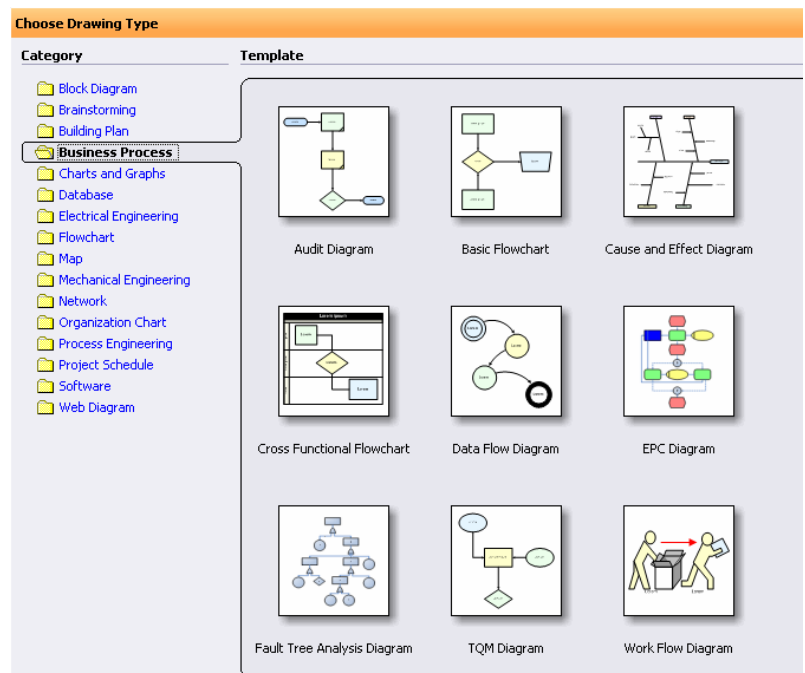 Choose Drawing Type
Category
Template
Block Diagram
Brainstorming
Building Plan
Business Process
Charts and Graphs
Database
Electrical Engineering
Flowchart
Map
Mechanical Engineering
Network
Organization Chart
Process Engineering
Project Schedule
Software
Web Diagram
Audit Diagram
Basic Flowchart
Cause and Effect Diagram
Cross Functional Flowchart
Data Flow Diagram
EPC Diagram
Fault Tree Analysis Diagram
TQM Diagram
Work Flow Diagram